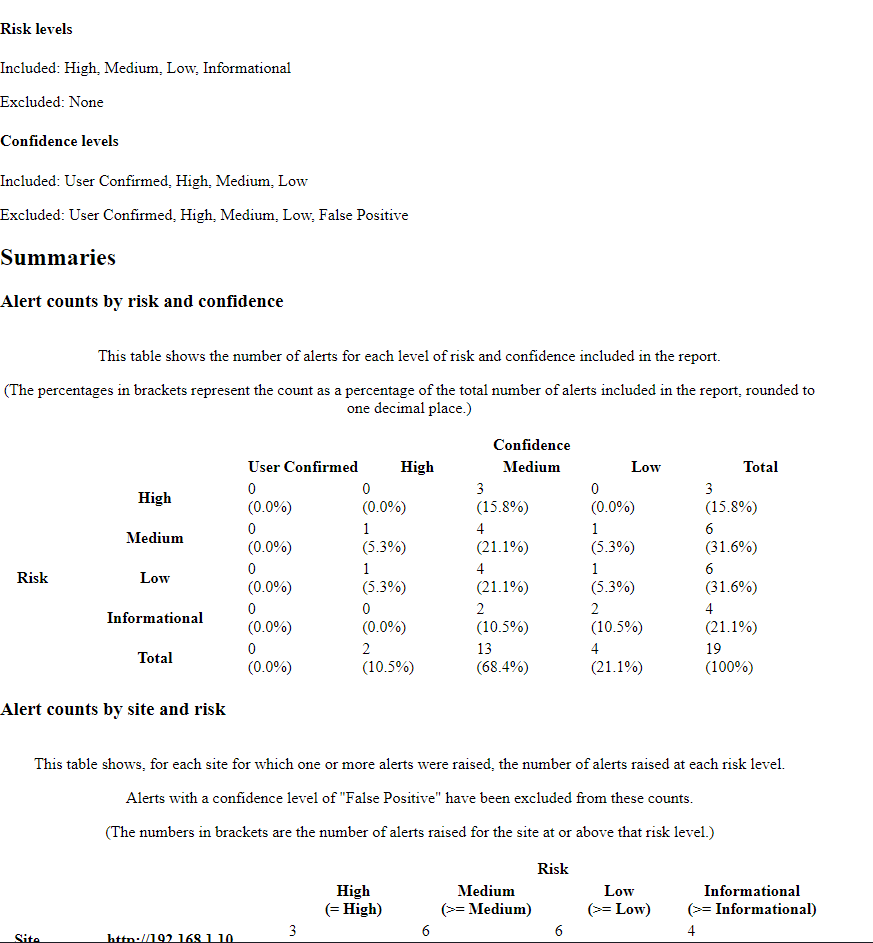 Risk levels
Included: High, Medium, Low, Informational
Excluded: None
Confidence levels
Included: User Confirmed, High, Medium, Low
Excluded: User Confirmed, High, Medium, Low, False Positive
Summaries
Alert counts by risk and confidence
This table shows the number of alerts for each level of risk and confidence included in the report.
(The percentages in brackets represent the count as a percentage of the total number of alerts included in the report, rounded to
one decimal place.)
Confidence
User Confirmed High Medium Low Total
High 0 0 3 0 3
(0.0%) (0.0%) (15.8%) (0.0%) (15.8%)
Medium 0 1 4 1 6
(0.0%) (5.3%) (21.1%) (5.3%) (31.6%)
Risk Low 0 1 4 1 6
(0.0%) (5.3%) (21.1%) (5.3%) (31.6%)
Informational 0 0 2 2 4
(0.0%) (0.0%) (10.5%) (10.5%) (21.1%)
Total 0 2 13 4 19
(0.0%) (10.5%) (68.4%) (21.1%) (100%)
Alert counts by site and risk
This table shows, for each site for which one or more alerts were raised, the number of alerts raised at each risk level.
Alerts with a confidence level of "False Positive" have been excluded from these counts.
(The numbers in brackets are the number of alerts raised for the site at or above that risk level.)
Risk
High Medium Low Informational
(= High) (>= Medium) (>= Low) (>= Informational)
3 6 6 4
Site http://192.168.1.10